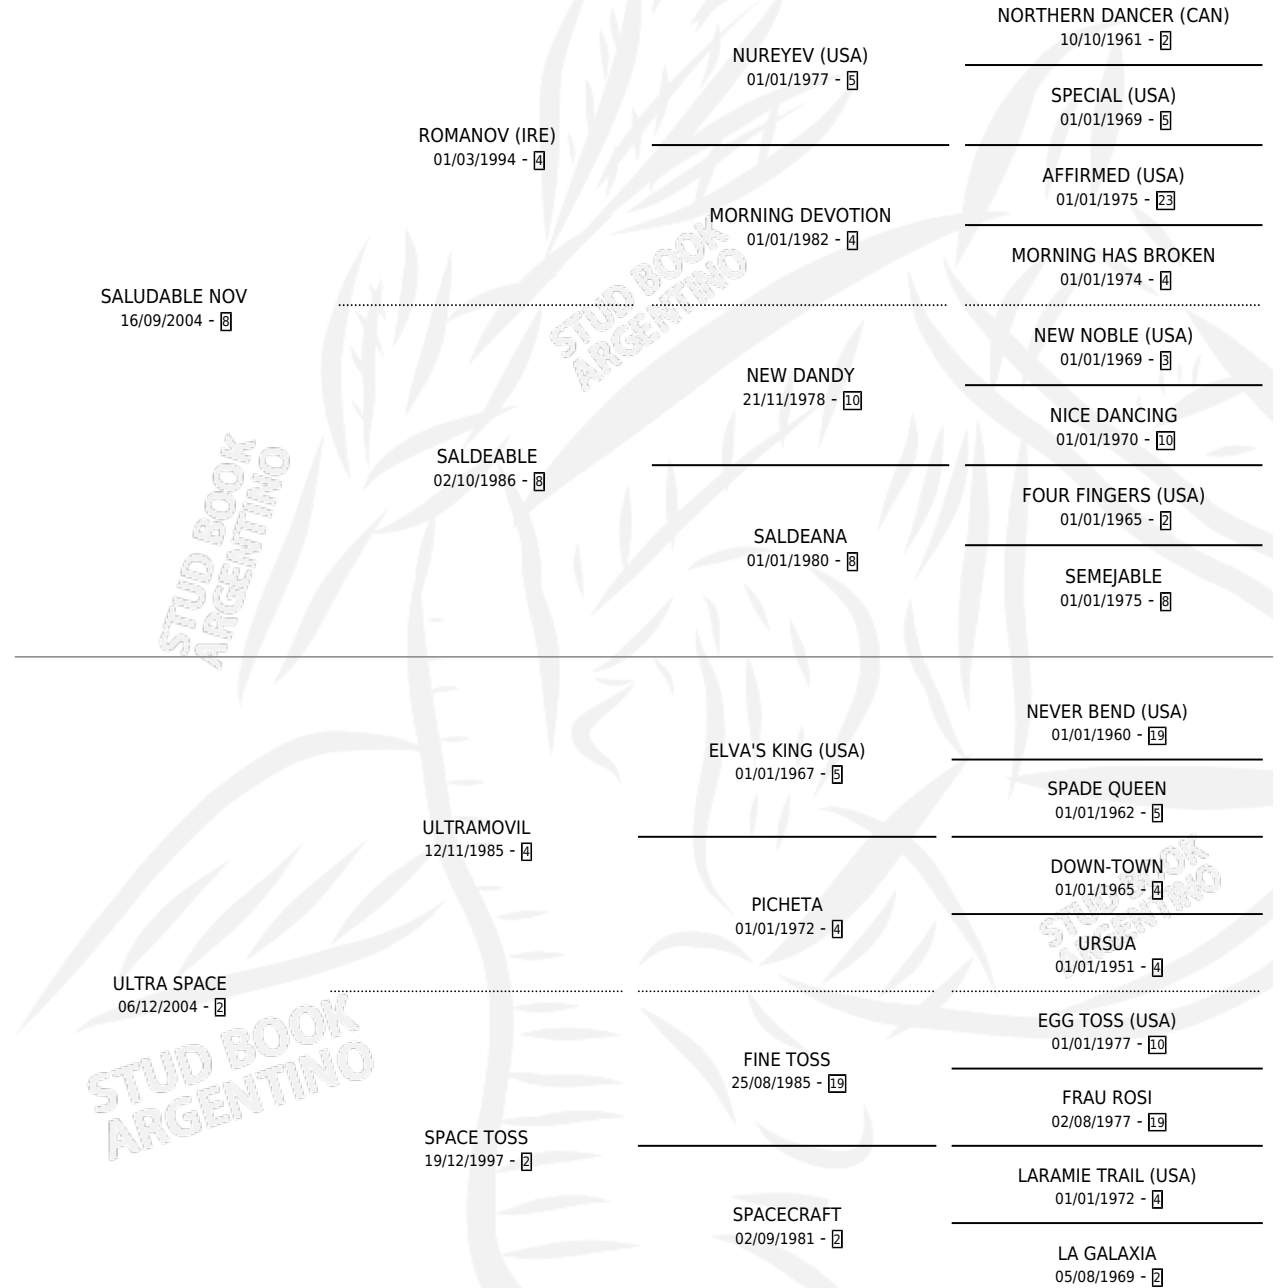 NORTHERN DANCER (CAN)
10/10/1961 - 2
NUREYEV (USA)
01/01/1977 - 5
SPECIAL (USA)
01/01/1969 - 5
ROMANOV (IRE)
01/03/1994 - 4
AFFIRMED (USA)
01/01/1975 - 23
MORNING DEVOTION
01/01/1982 - 4
MORNING HAS BROKEN
01/01/1974 - 4
SALUDABLE NOV
16/09/2004 - 8
STUD BOOK
ARGENTINO
NEW NOBLE (USA)
01/01/1969 - 3
NEW DANDY
21/11/1978 - 10
NICE DANCING
01/01/1970 - 10
SALDEABLE
02/10/1986 - 8
FOUR FINGERS (USA)
01/01/1965 - 2
SALDEANA
01/01/1980 - 8
SEMEJABLE
01/01/1975 - 8
STUD BOOK
ARGENTINO
NEVER BEND (USA)
01/01/1960 - 19
ELVA'S KING (USA)
01/01/1967 - 5
SPADE QUEEN
01/01/1962 - 5
ULTRAMOVIL
12/11/1985 - 4
DOWN-TOWN
01/01/1965 - 4
PICHETA
01/01/1972 - 4
STUD BOOK
ARGENTINO
URSUA
01/01/1951 - 4
ULTRA SPACE
06/12/2004 - 2
EGG TOSS (USA)
01/01/1977 - 10
FINE TOSS
25/08/1985 - 19
FRAU ROSI
02/08/1977 - 19
STUD BOOK
ARGENTINO
SPACE TOSS
19/12/1997 - 2
LARAMIE TRAIL (USA)
01/01/1972 - 4
SPACECRAFT
02/09/1981 - 2
LA GALAXIA
05/08/1969 - 2